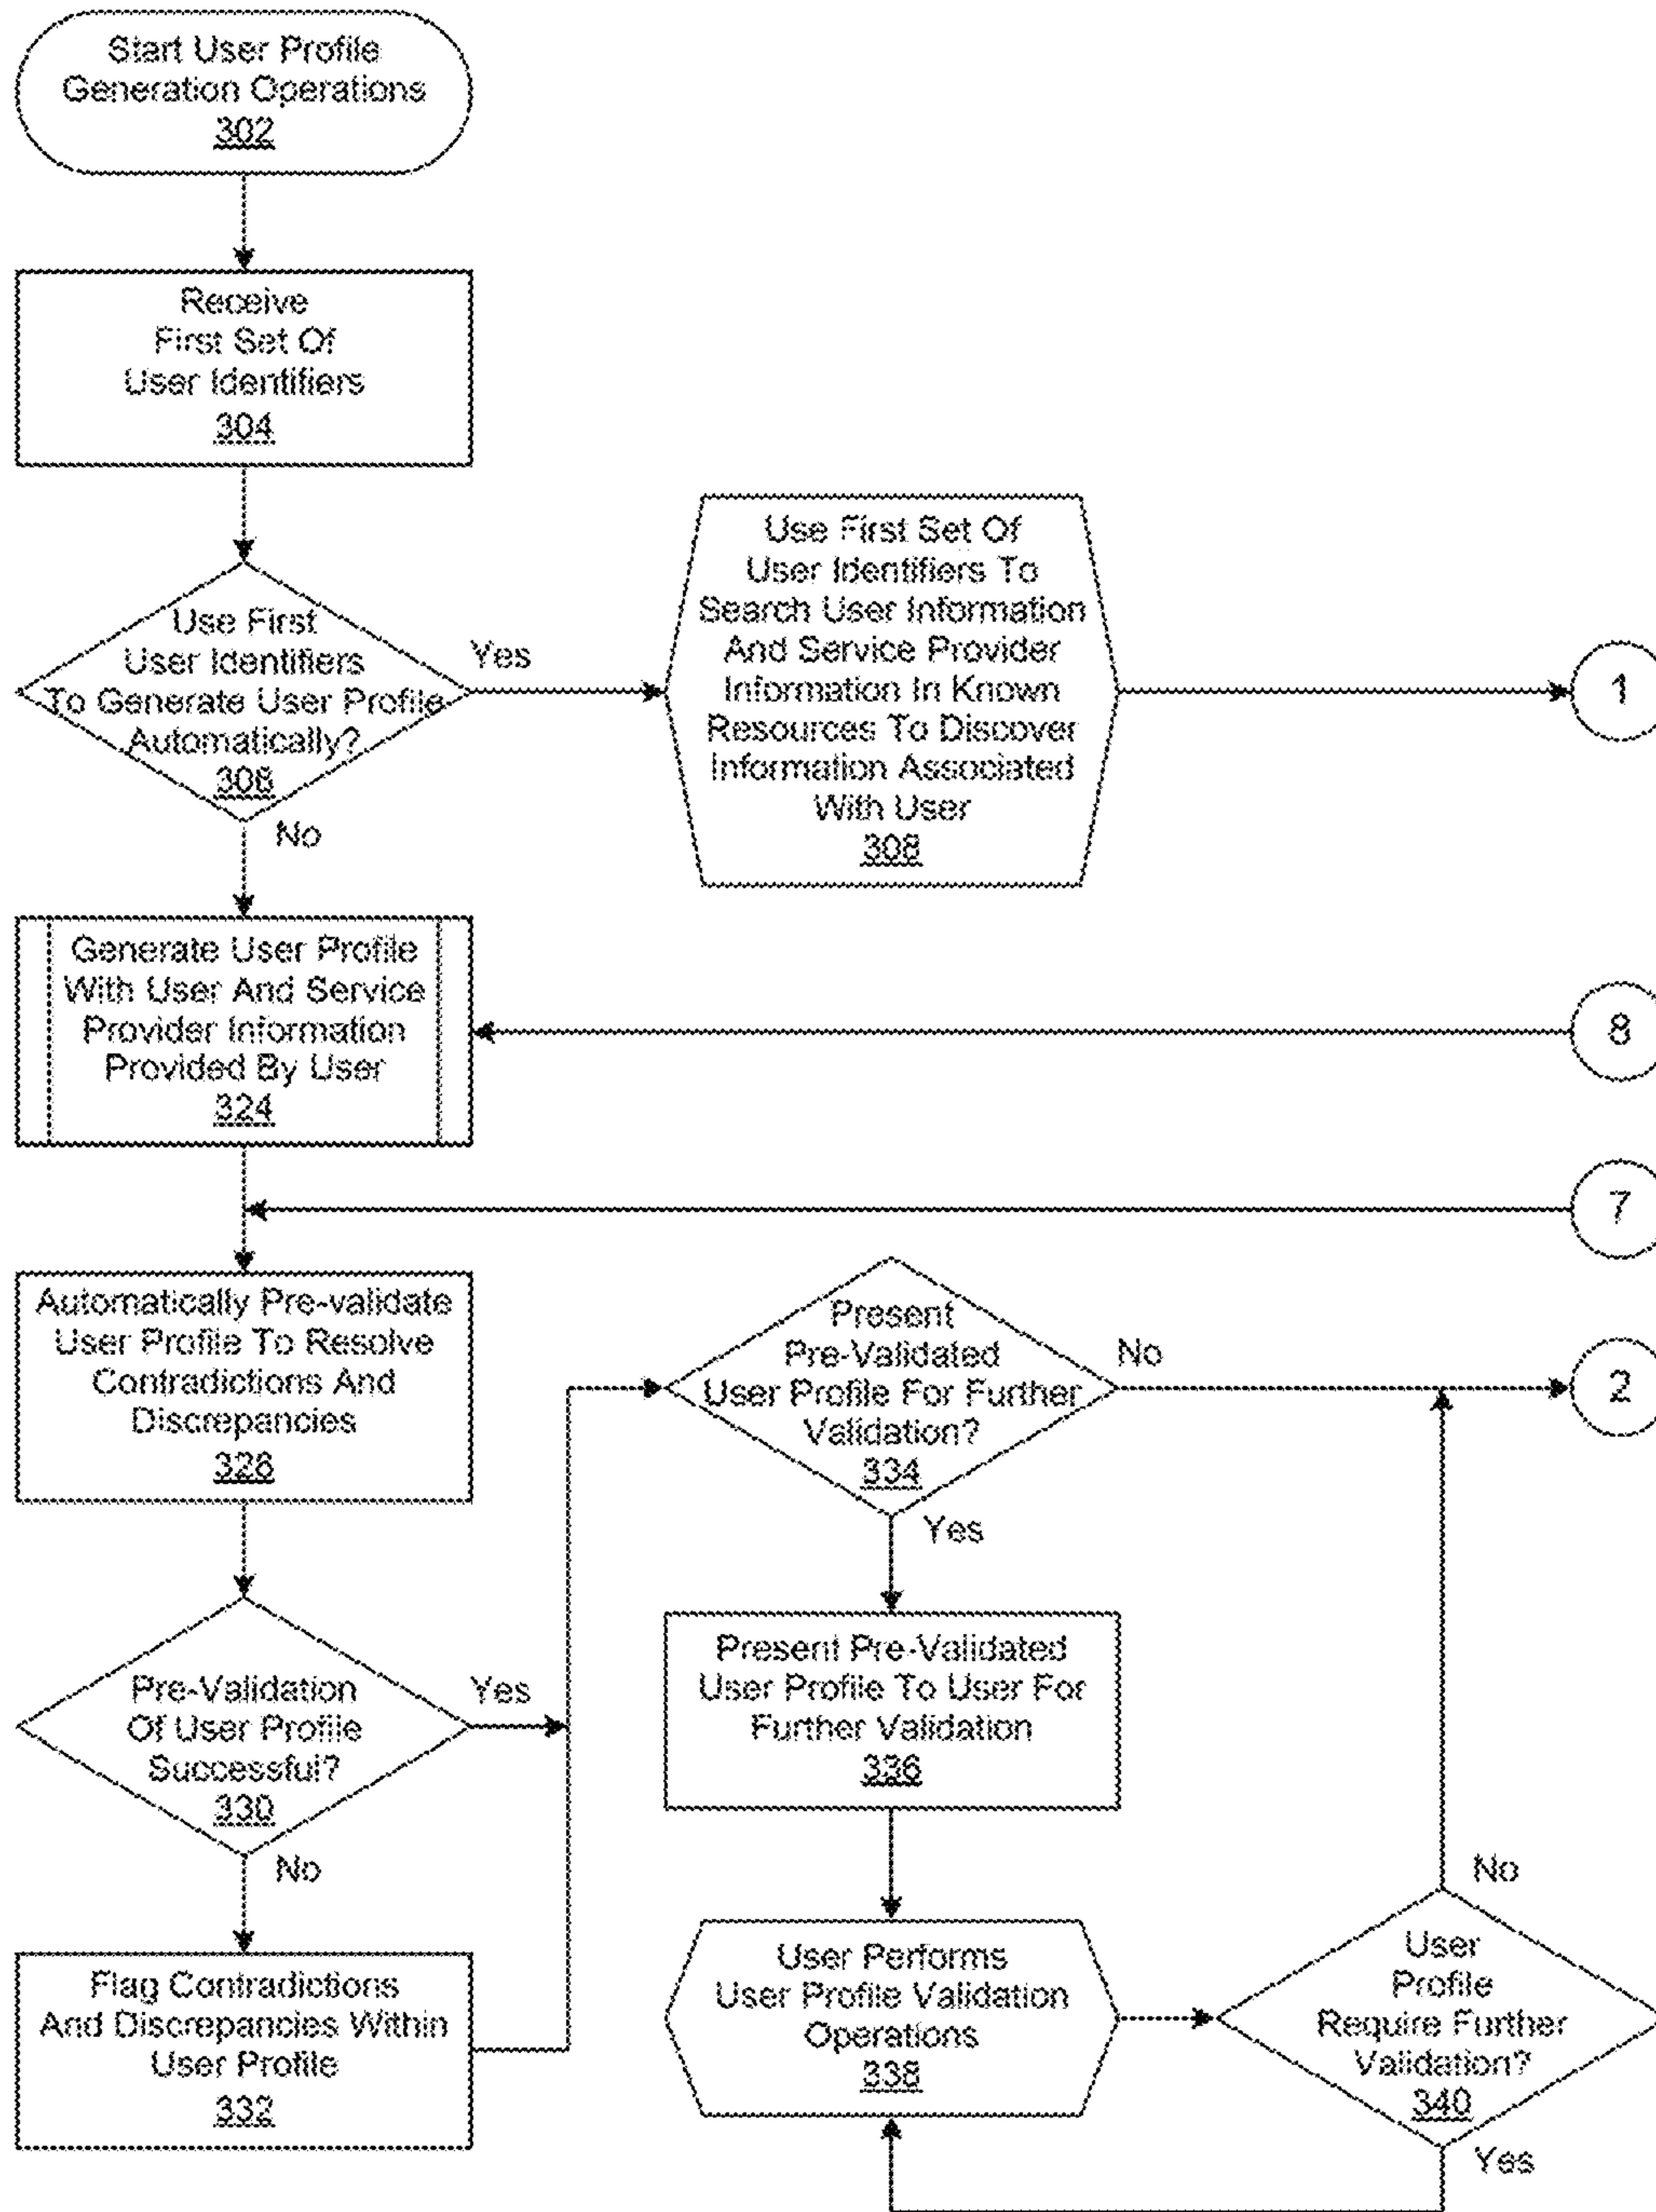 Start User Profile
Generation Operations
302
Receive
First Set Of
User Identifiers
304
Use First
User Identifiers
To Generate User Profile
Automatically?
306
Yes
No
Use First Set Of
User Identifiers To
Search User Information
And Service Provider
Information In Known
Resources To Discover
Information Associated
With User
308
1
Generate User Profile
With User And Service
Provider Information
Provided By User
324
8
7
Automatically Pre-validate
User Profile To Resolve
Contradictions And
Discrepancies
328
Present
Pre-Validated
User Profile For Further
Validation?
334
No
Yes
2
Pre-Validation
Of User Profile
Successful?
330
Yes
No
Present Pre-Validated
User Profile To User For
Further Validation
336
Flag Contradictions
And Discrepancies Within
User Profile
332
User Performs
User Profile Validation
Operations
338
User
Profile
Require Further
Validation?
340
No
Yes